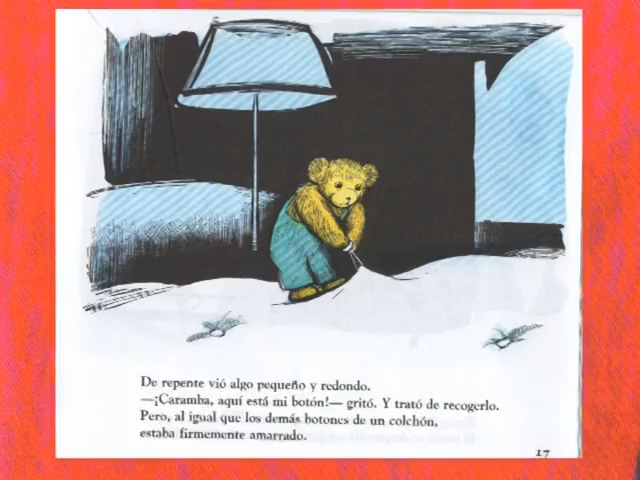 De repente vió algo pequeño y redondo.
—¡Caramba, aquí está mi botón!— gritó. Y trató de recogerlo.
Pero, al igual que los demás botones de un colchón,
estaba firmemente amarrado.
17